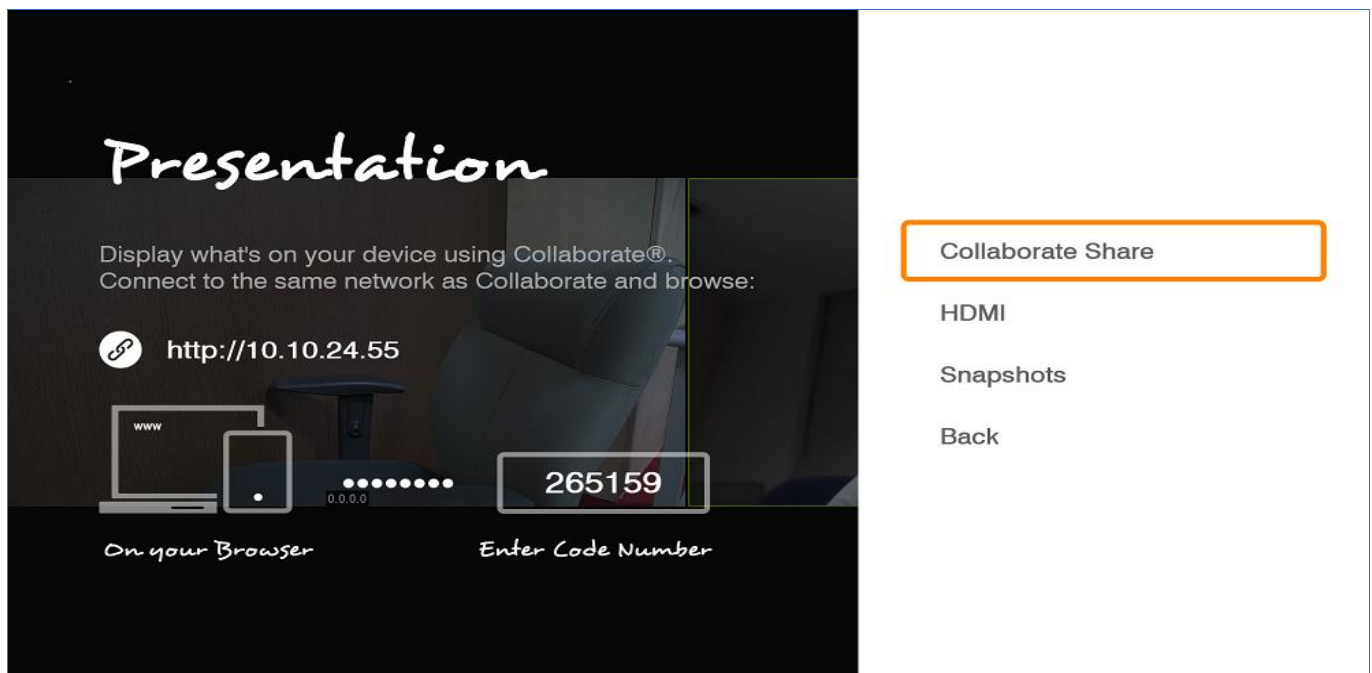 Presentation
Display what's on your device using Collaborate®.
Connect to the same network as Collaborate and browse:
http://10.10.24.55
www
0.0.0.0
265159
On your Browser
Enter Code Number
Collaborate Share
HDMI
Snapshots
Back